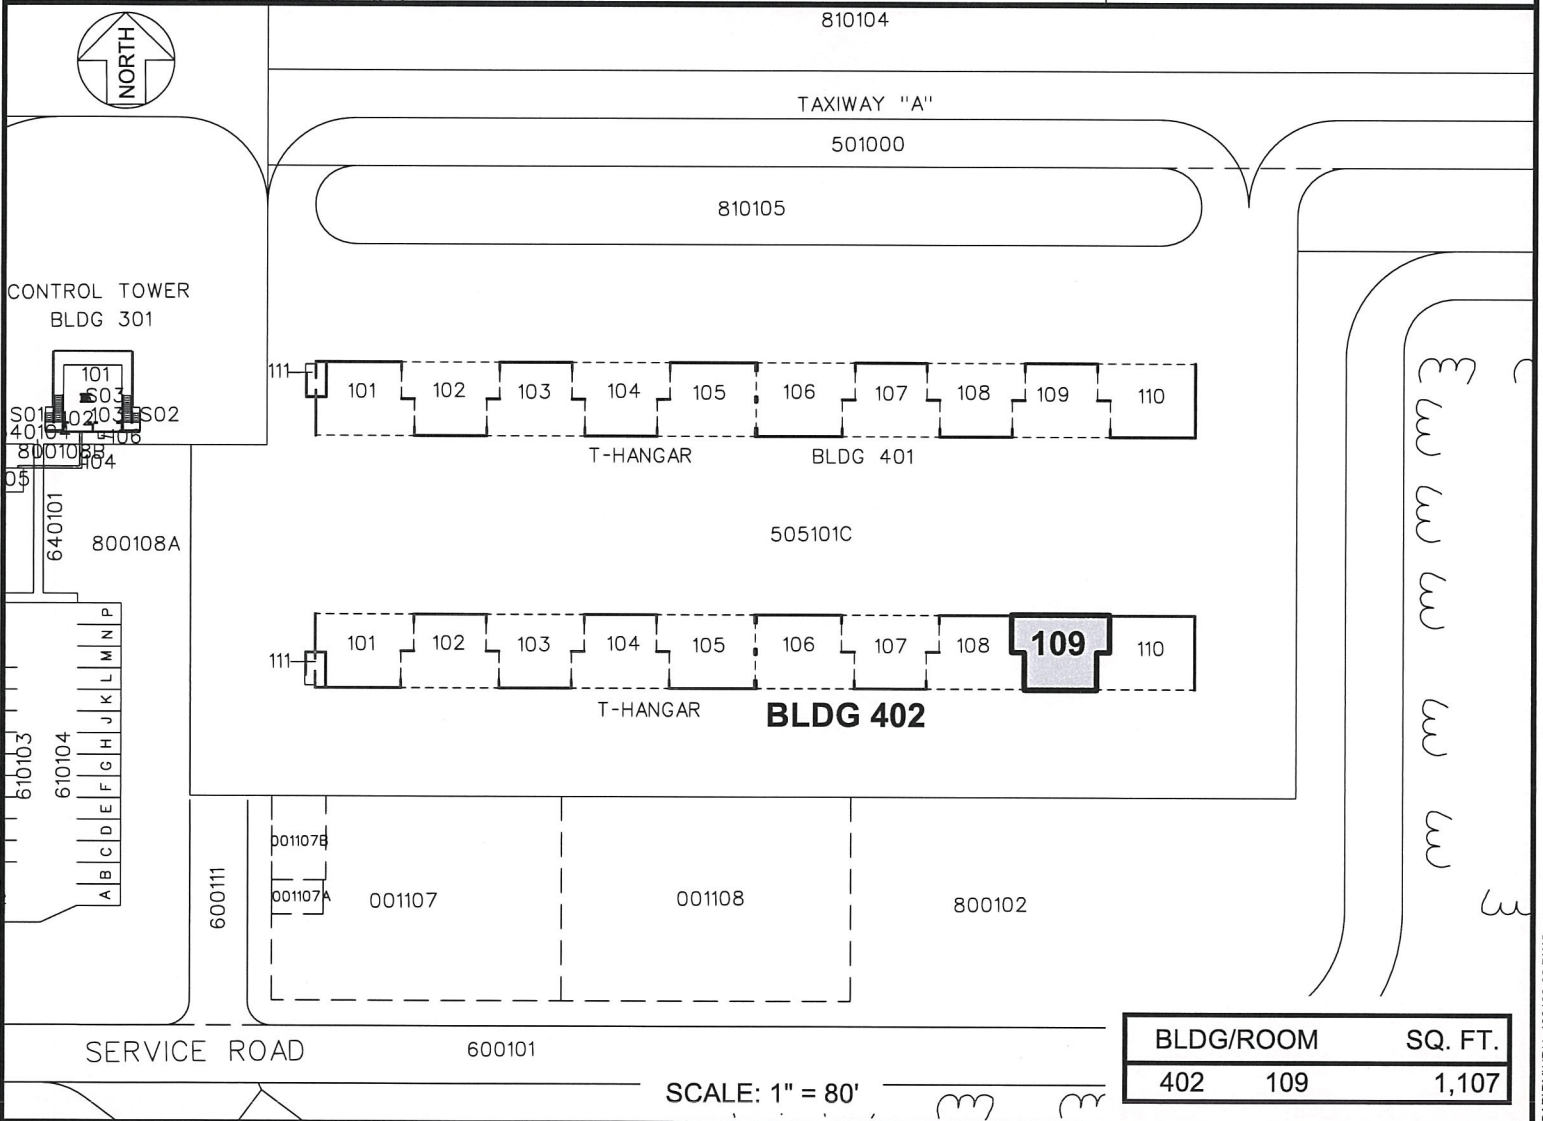 810104
NORTH
TAXIWAY "A"
501000
810105
CONTROL TOWER
BLDG 301
101
S03
S01 102 103 S02
106
800108B
104
05
640101
800108A
111
101 102 103 104 105 106 107 108 109 110
T-HANGAR BLDG 401
505101C
111
101 102 103 104 105 106 107 108 109 110
T-HANGAR BLDG 402
610103
610104
P
N
M
L
K
J
H
G
F
E
D
C
B
A
600111
001107B
001107A
001107
001108
800102
SERVICE ROAD
600101
SCALE: 1" = 80'
BLDG/ROOM SQ. FT.
402 109 1,107